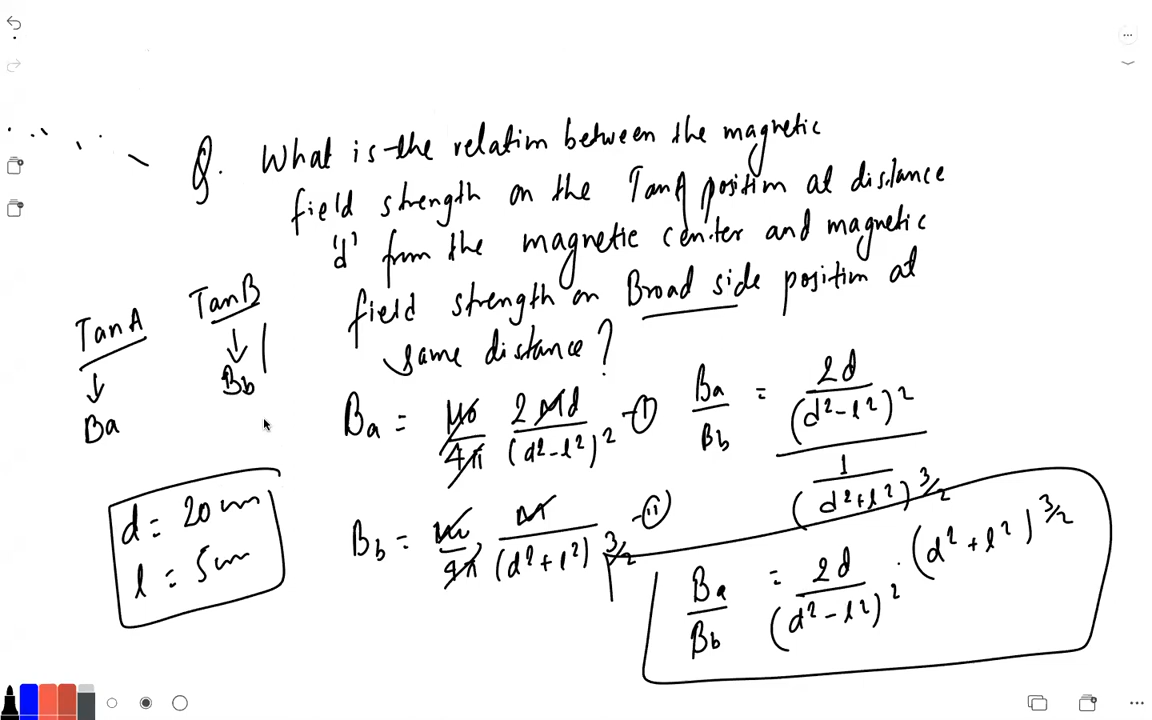 Q. What is the relation between the magnetic
field strength on the TanA position at distance
'd' from the magnetic center and magnetic
field strength on Broad side position at
same distance?
TanA TanB
↓ ↓
Ba Bb
d = 20 cm
l = 5 cm
Ba = μ0/4π 2Md/(d²-l²)² -(i)
Bb = μ0/4π M/(d²+l²)^3/2 -(ii)
Ba/Bb = 2d/(d²-l²)² / 1/(d²+l²)^3/2
Ba/Bb = 2d/(d²-l²)² · (d²+l²)^3/2